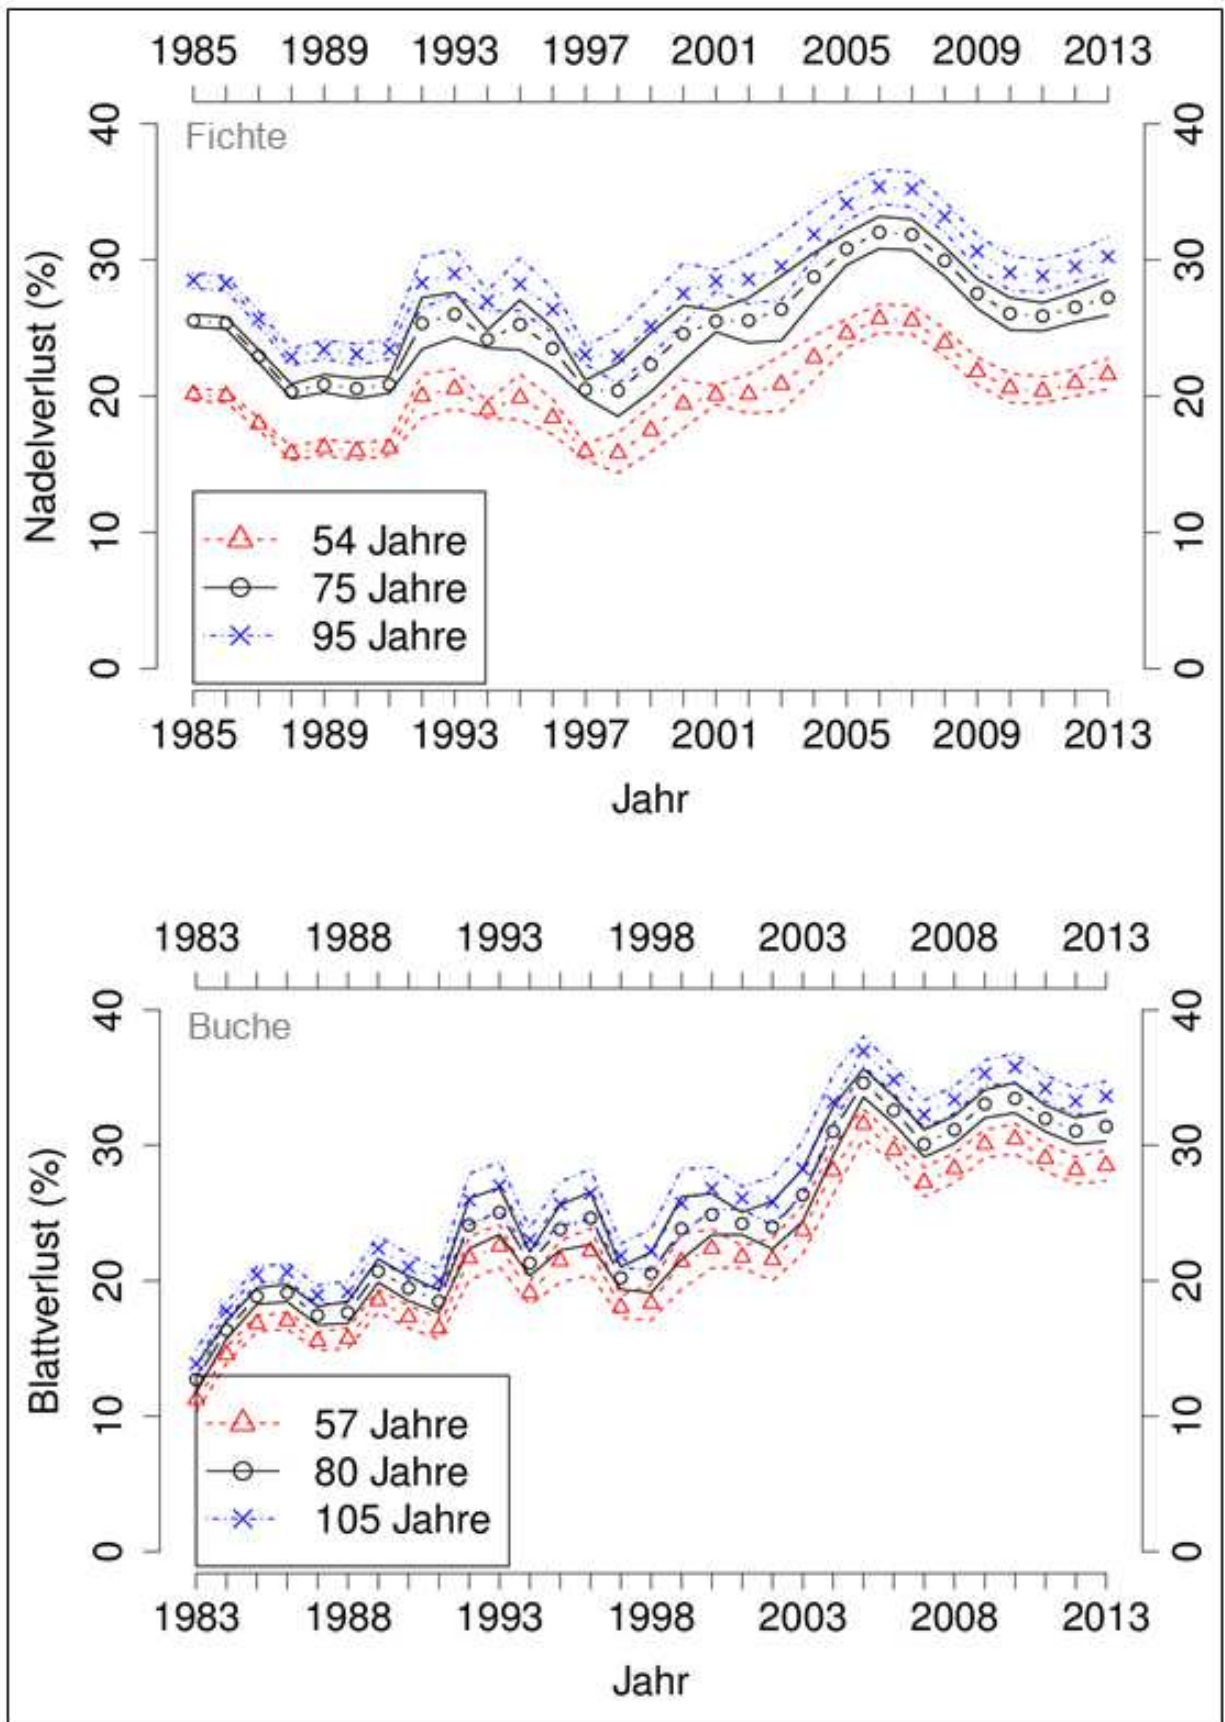 1985 1989 1993 1997 2001 2005 2009 2013
Fichte
40 40
30 30
20 20
10 10
0 0
Nadelverlust (%)
54 Jahre
75 Jahre
95 Jahre
1985 1989 1993 1997 2001 2005 2009 2013
Jahr
1983 1988 1993 1998 2003 2008 2013
Buche
40 40
30 30
20 20
10 10
0 0
Blattverlust (%)
57 Jahre
80 Jahre
105 Jahre
1983 1988 1993 1998 2003 2008 2013
Jahr